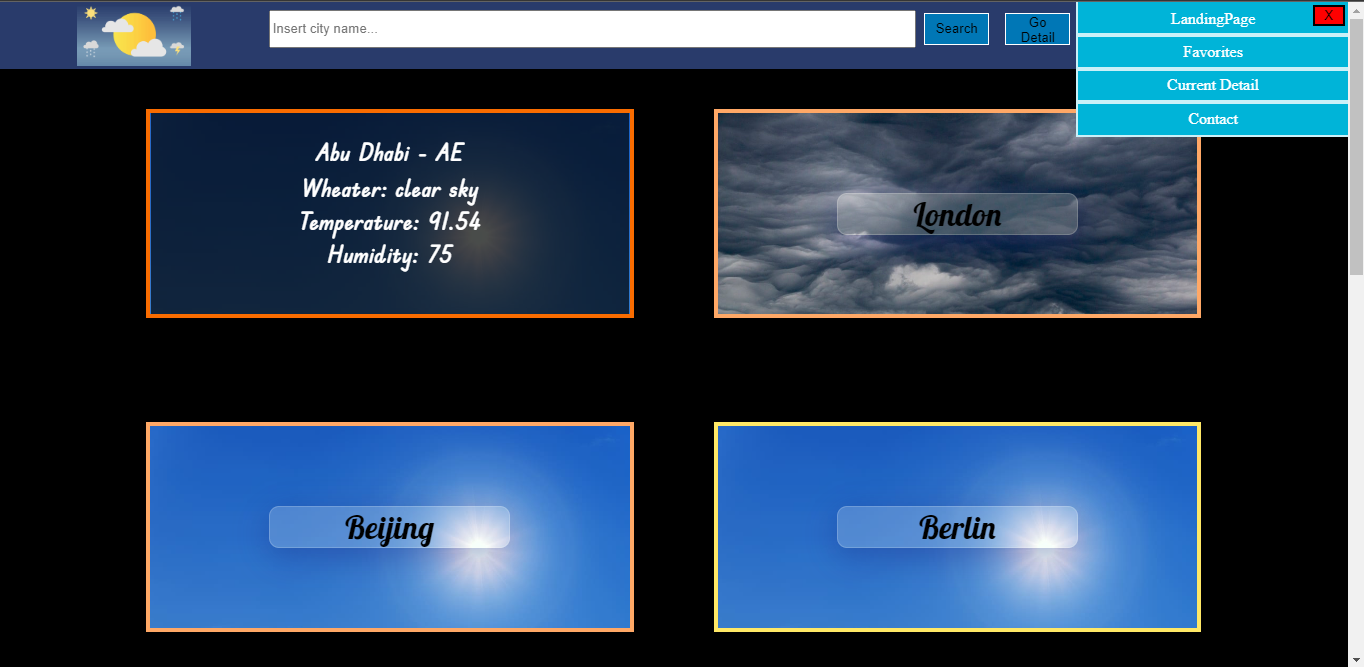 Insert city name...
Search
Go
Detail
LandingPage
X
Favorites
Current Detail
Contact
Abu Dhabi - AE
Wheater: clear sky
Temperature: 91.54
Humidity: 75
London
Beijing
Berlin